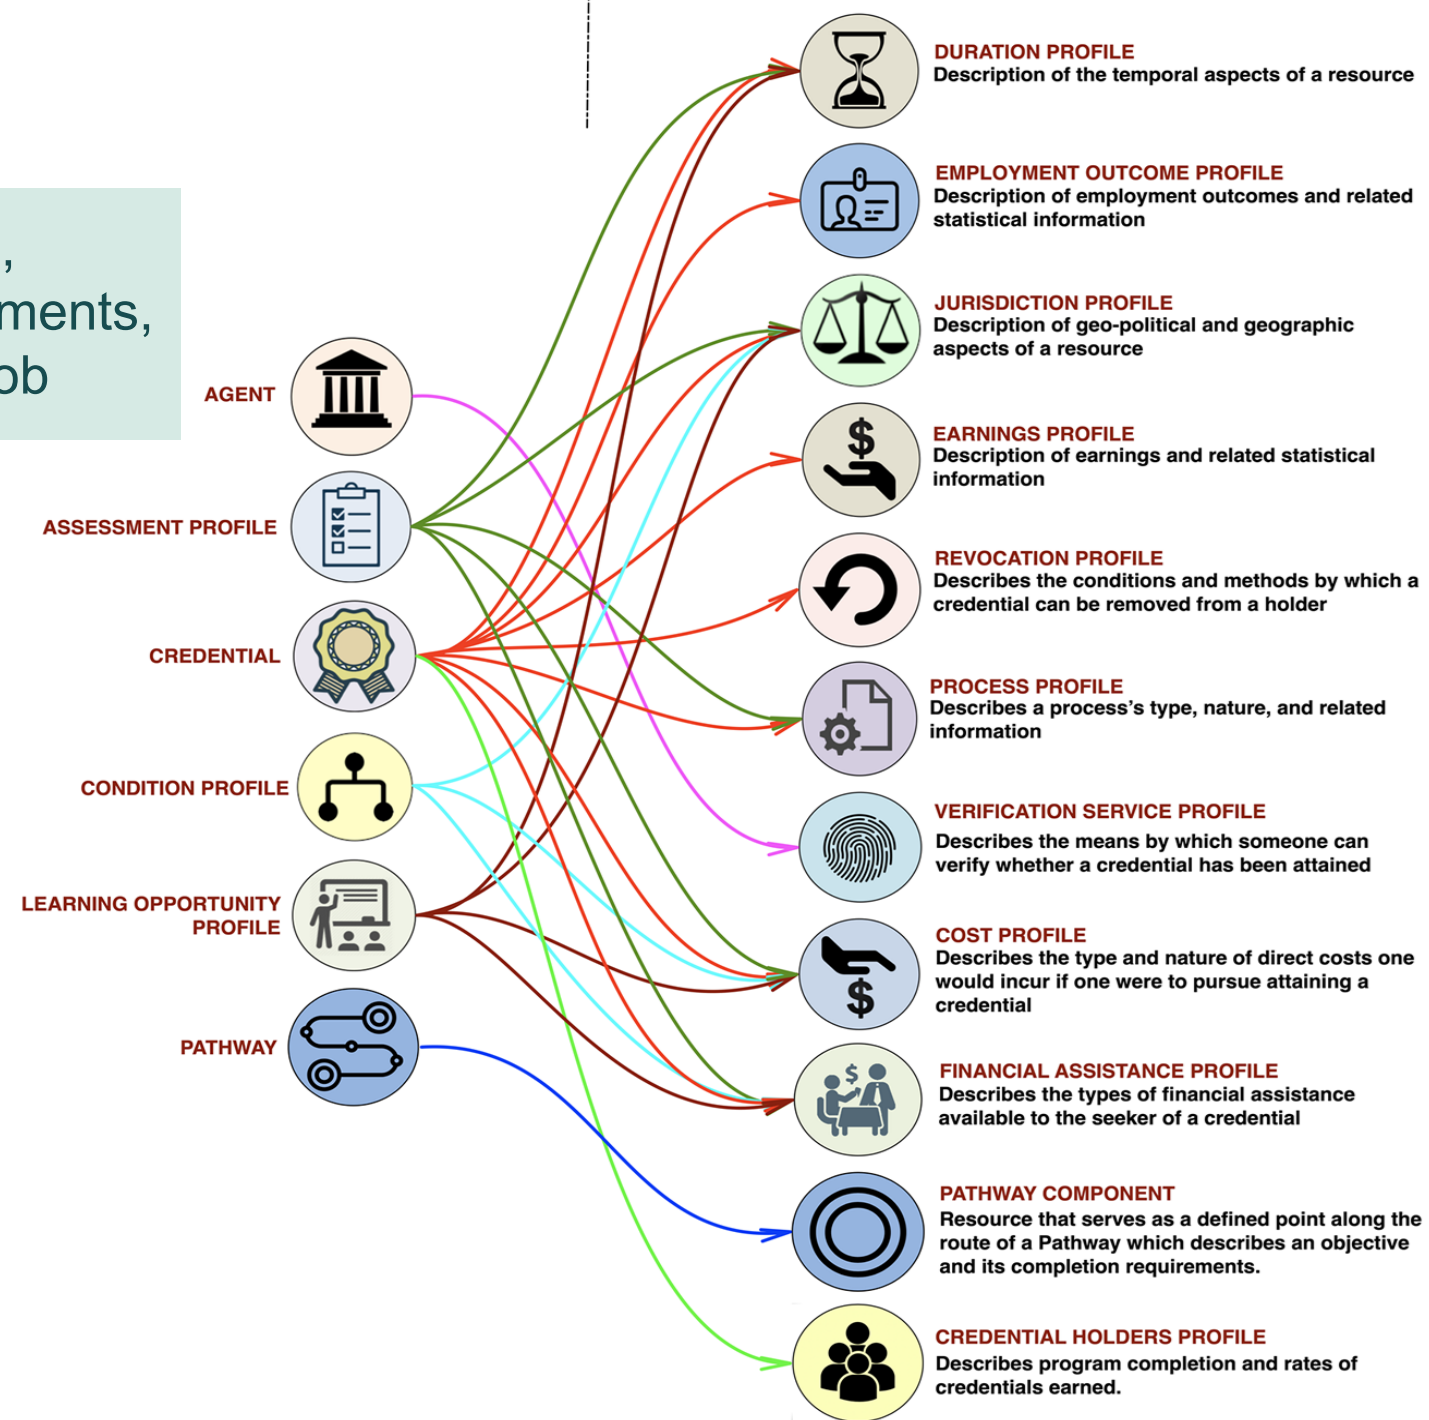 ,
ments,
ob
AGENT
ASSESSMENT PROFILE
CREDENTIAL
CONDITION PROFILE
LEARNING OPPORTUNITY
PROFILE
PATHWAY
DURATION PROFILE
Description of the temporal aspects of a resource
EMPLOYMENT OUTCOME PROFILE
Description of employment outcomes and related
statistical information
JURISDICTION PROFILE
Description of geo-political and geographic
aspects of a resource
$
EARNINGS PROFILE
Description of earnings and related statistical
information
REVOCATION PROFILE
Describes the conditions and methods by which a
credential can be removed from a holder
PROCESS PROFILE
Describes a process’s type, nature, and related
information
VERIFICATION SERVICE PROFILE
Describes the means by which someone can
verify whether a credential has been attained
$
COST PROFILE
Describes the type and nature of direct costs one
would incur if one were to pursue attaining a
credential
$
FINANCIAL ASSISTANCE PROFILE
Describes the types of financial assistance
available to the seeker of a credential
PATHWAY COMPONENT
Resource that serves as a defined point along the
route of a Pathway which describes an objective
and its completion requirements.
CREDENTIAL HOLDERS PROFILE
Describes program completion and rates of
credentials earned.